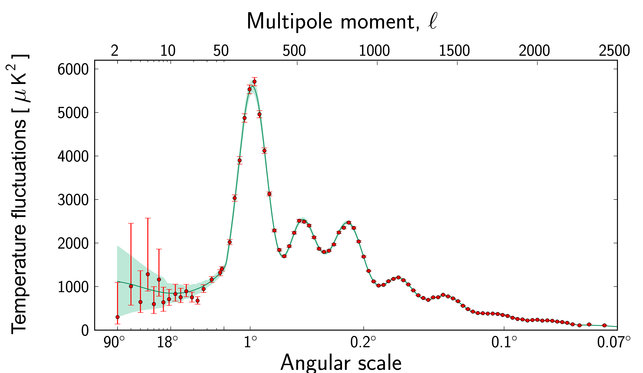 Multipole moment, ℓ
2 10 50 500 1000 1500 2000 2500
Temperature fluctuations [ μ K² ]
6000
5000
4000
3000
2000
1000
0
90° 18° 1° 0.2° 0.1° 0.07°
Angular scale